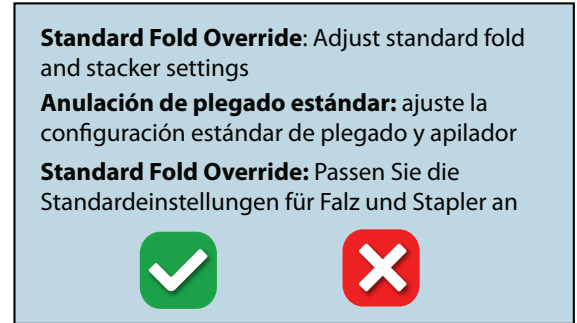 Standard Fold Override: Adjust standard fold
and stacker settings
Anulación de plegado estándar: ajuste la
configuración estándar de plegado y apilador
Standard Fold Override: Passen Sie die
Standardeinstellungen für Falz und Stapler an